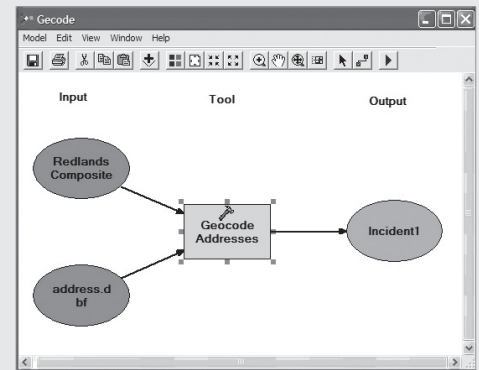 Gecode
Model Edit View Window Help
Input
Tool
Output
Redlands
Composite
Geocode
Addresses
Incident1
address.d
bf